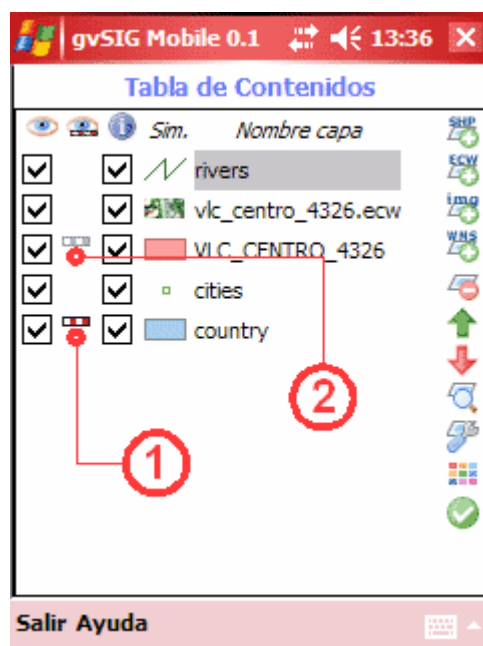 gvSIG Mobile 0.1 13:36
Tabla de Contenidos
Sim. Nombre capa
SHP
rivers
ECW
vlc_centro_4326.ecw
img
VLC_CENTRO_4326
WMS
cities
country
2
1
Salir Ayuda